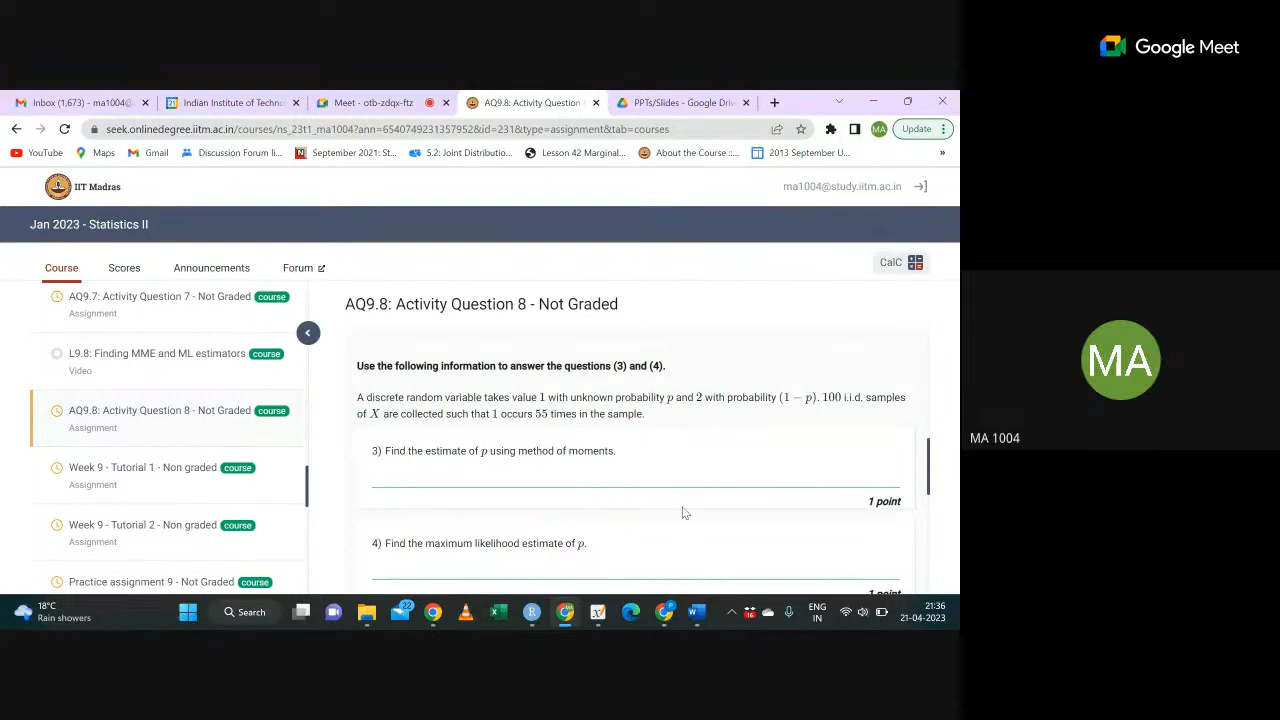 Google Meet
Inbox (1,673) - ma1004@
Indian Institute of Techno
Meet - otb-zdqx-ftz
AQ9.8: Activity Question
PPTs/Slides - Google Drive
seek.onlinedegree.iitm.ac.in/courses/ns_23t1_ma1004?ann=6540749231357952&id=231&type=assignment&tab=courses
MA
Update
YouTube
Maps
Gmail
Discussion Forum li...
September 2021: St...
5.2: Joint Distributio...
Lesson 42 Marginal...
About the Course ::...
2013 September U...
»
IIT Madras
ma1004@study.iitm.ac.in
Jan 2023 - Statistics II
Course
Scores
Announcements
Forum
CalC
AQ9.7: Activity Question 7 - Not Graded course
Assignment
L9.8: Finding MME and ML estimators course
Video
AQ9.8: Activity Question 8 - Not Graded course
Assignment
Week 9 - Tutorial 1 - Non graded course
Assignment
Week 9 - Tutorial 2 - Non graded course
Assignment
Practice assignment 9 - Not Graded course
AQ9.8: Activity Question 8 - Not Graded
Use the following information to answer the questions (3) and (4).
A discrete random variable takes value 1 with unknown probability p and 2 with probability (1 − p). 100 i.i.d. samples
of X are collected such that 1 occurs 55 times in the sample.
3) Find the estimate of p using method of moments.
1 point
4) Find the maximum likelihood estimate of p.
1 point
MA
MA 1004
18°C
Rain showers
Search
22
16
ENG
IN
21:36
21-04-2023